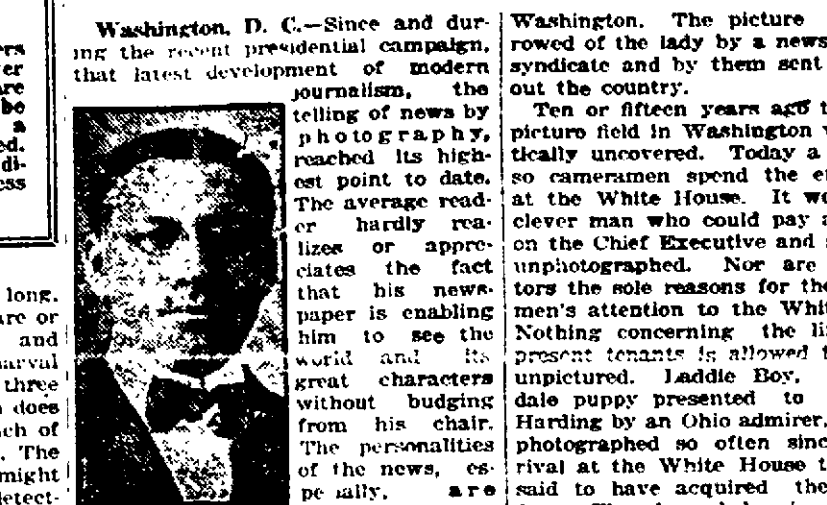 ers
er
are
be
a
ed.
di-
ess
long.
are or
and
narval
three
n does
ch of
. The
might
letect-
Washington, D. C.—Since and dur-
ing the recent presidential campaign,
that latest development of modern
journalism, the
telling of news by
photography,
reached its high-
est point to date.
The average read-
er hardly rea-
lizes or appre-
ciates the fact
that his news-
paper is enabling
him to see the
world and its
great characters
without budging
from his chair.
The personalities
of the news, es-
pecially, are
Washington. The picture
rowed of the lady by a news
syndicate and by them sent
out the country.
Ten or fifteen years ago t
picture field in Washington
tically uncovered. Today a
so cameramen spend the e
at the White House. It wo
clever man who could pay a
on the Chief Executive and
unphotographed. Nor are
tors the sole reasons for the
men's attention to the Whit
Nothing concerning the li
present tenants is allowed t
unpictured. Laddie Boy,
dale puppy presented to
Harding by an Ohio admirer,
photographed so often sinc
rival at the White House t
said to have acquired the